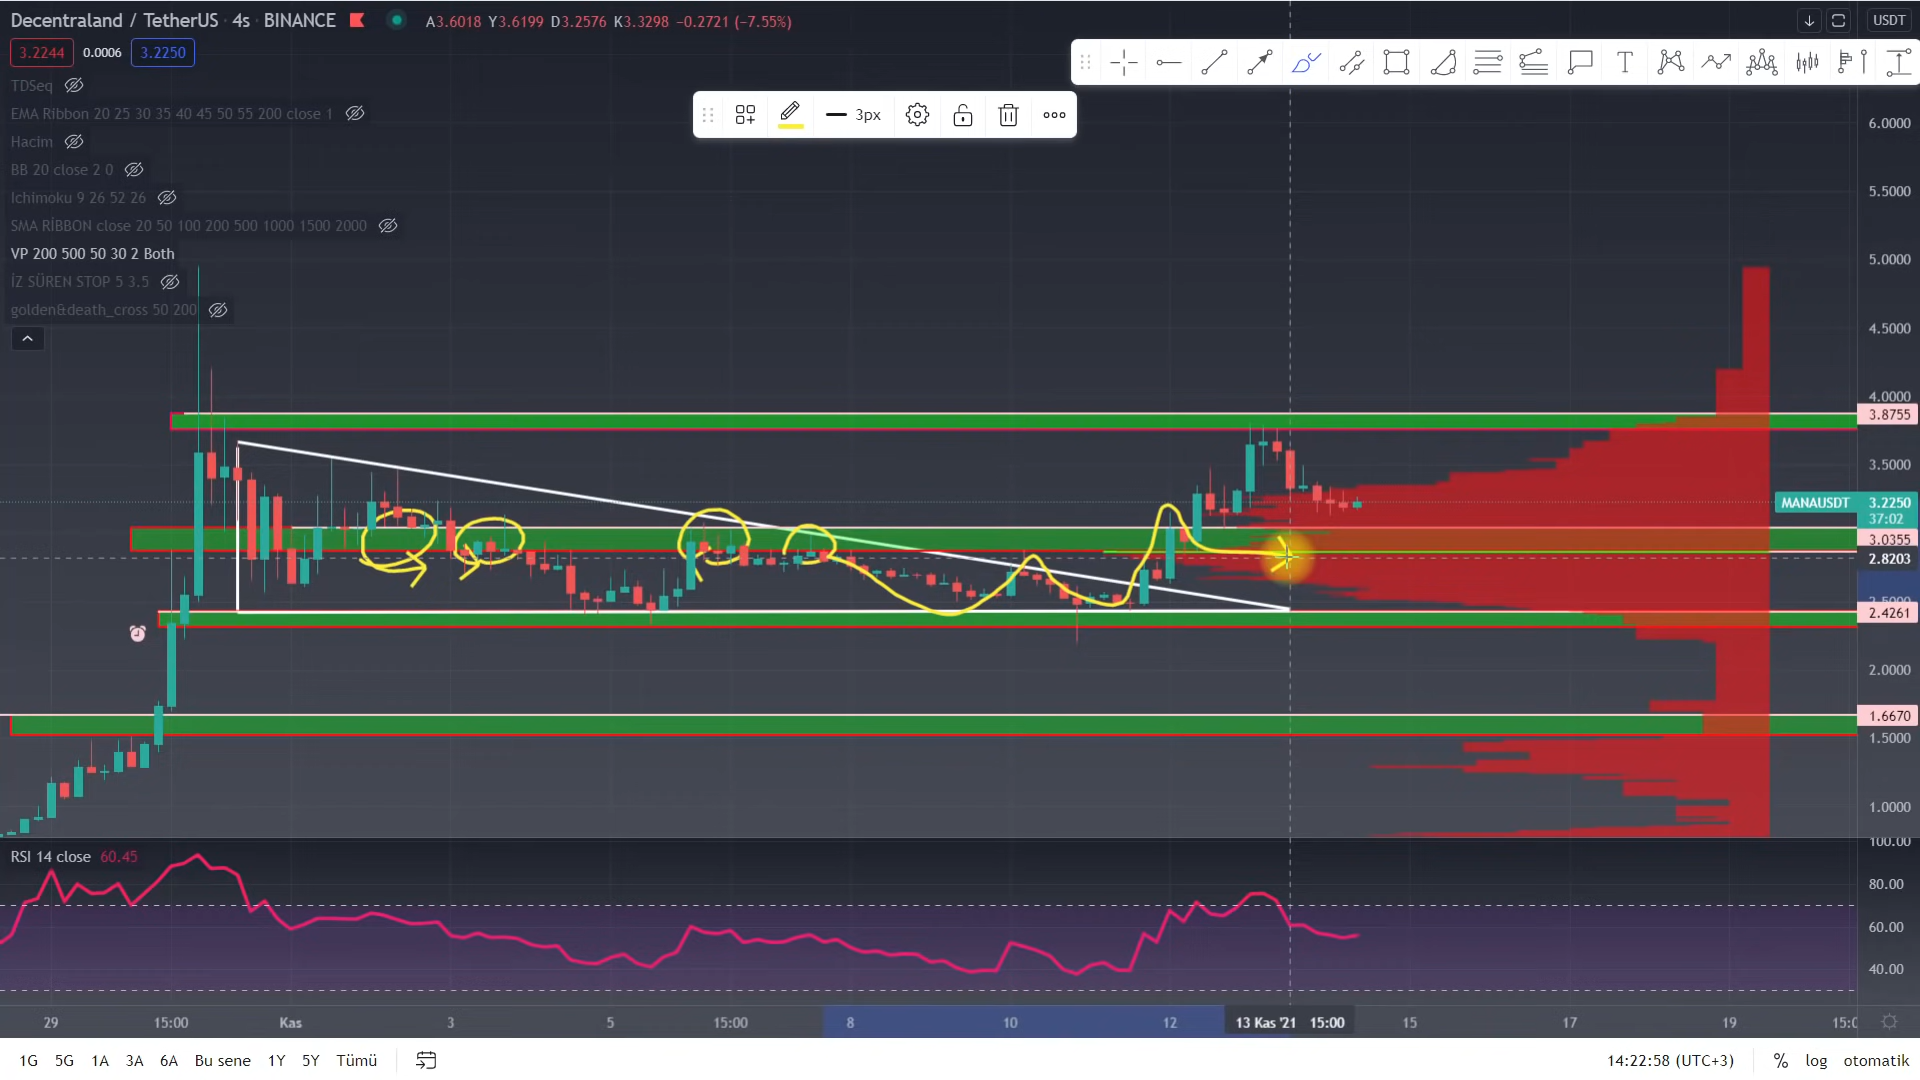 Decentraland / TetherUS · 4s · BINANCE A3.6018 Y3.6199 D3.2576 K3.3298 −0.2721 (−7.55%)
USDT
3.2244 0.0006 3.2250
TDSeq
EMA Ribbon 20 25 30 35 40 45 50 55 200 close 1
3px
Hacim
BB 20 close 2 0
Ichimoku 9 26 52 26
SMA RİBBON close 20 50 100 200 500 1000 1500 2000
VP 200 500 50 30 2 Both
İZ SÜREN STOP 5 3.5
golden&death_cross 50 200
6.0000
5.5000
5.0000
4.5000
4.0000
3.8755
3.5000
MANAUSDT 3.2250
37:02
3.0355
2.8203
2.5000
2.4261
2.0000
1.6670
1.5000
1.0000
RSI 14 close 60.45
100.00
80.00
60.00
40.00
29 15:00 Kas 3 5 15:00 8 10 12 13 Kas '21 15:00 15 17 19 15:0
1G 5G 1A 3A 6A Bu sene 1Y 5Y Tümü 14:22:58 (UTC+3) % log otomatik